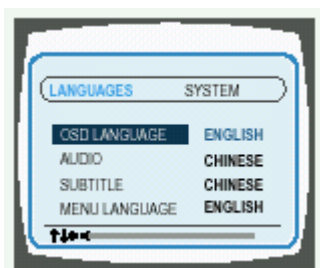 LANGUAGES SYSTEM
OSD LANGUAGE ENGLISH
AUDIO CHINESE
SUBTITLE CHINESE
MENU LANGUAGE ENGLISH